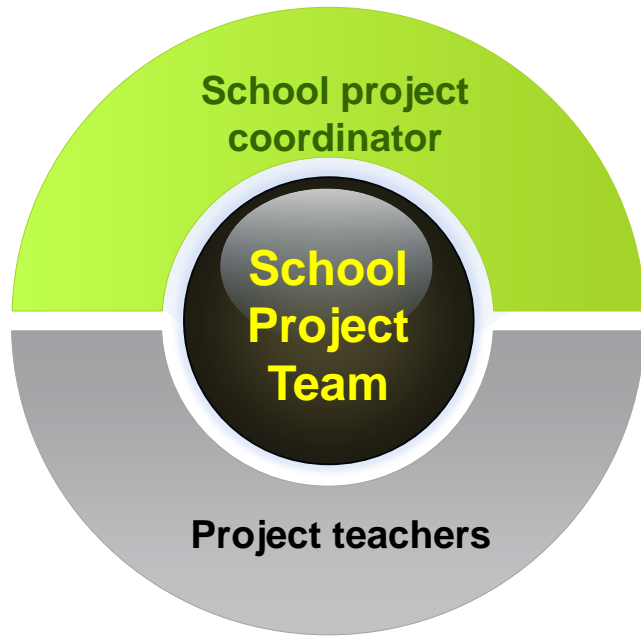 School project
coordinator
School
Project
Team
Project teachers